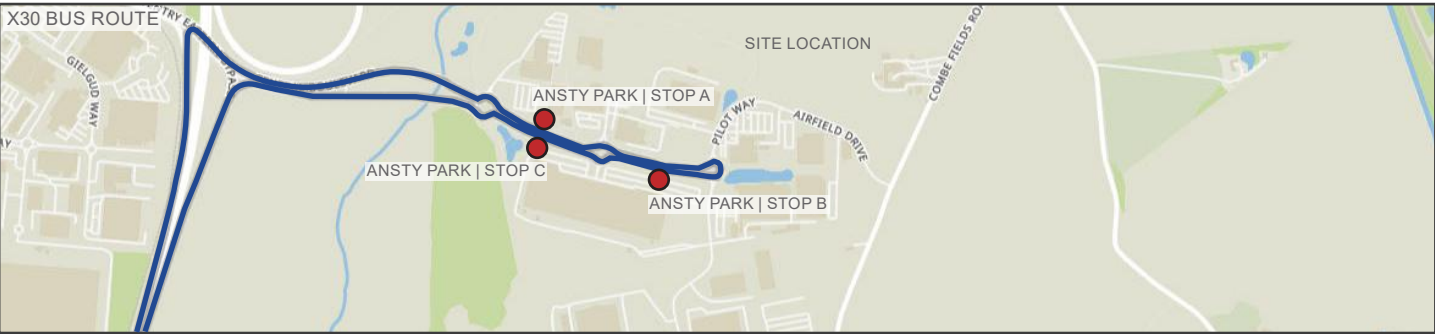 X30 BUS ROUTE
SITE LOCATION
GIELGUD WAY
COMBE FIELDS ROA
ANSTY PARK | STOP A
PILOT WAY
AIRFIELD DRIVE
ANSTY PARK | STOP C
ANSTY PARK | STOP B